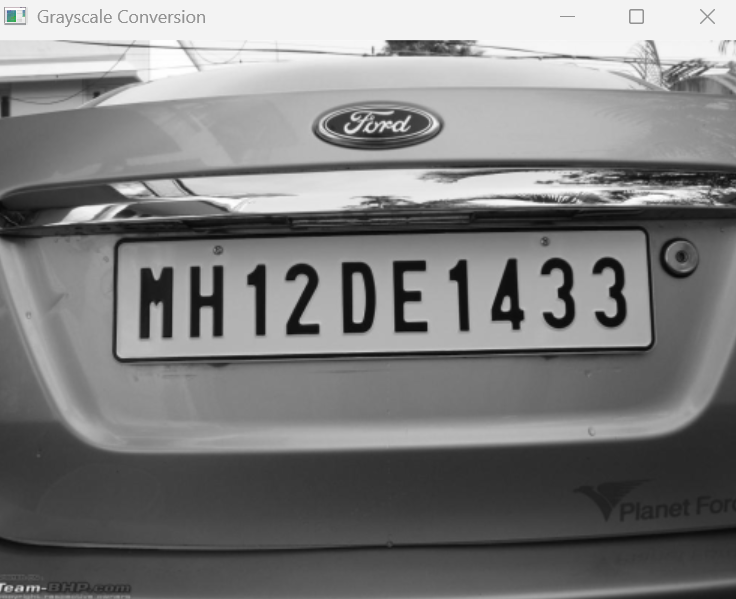 Grayscale Conversion
Ford
MH12DE1433
Planet For
Team-BHP.com